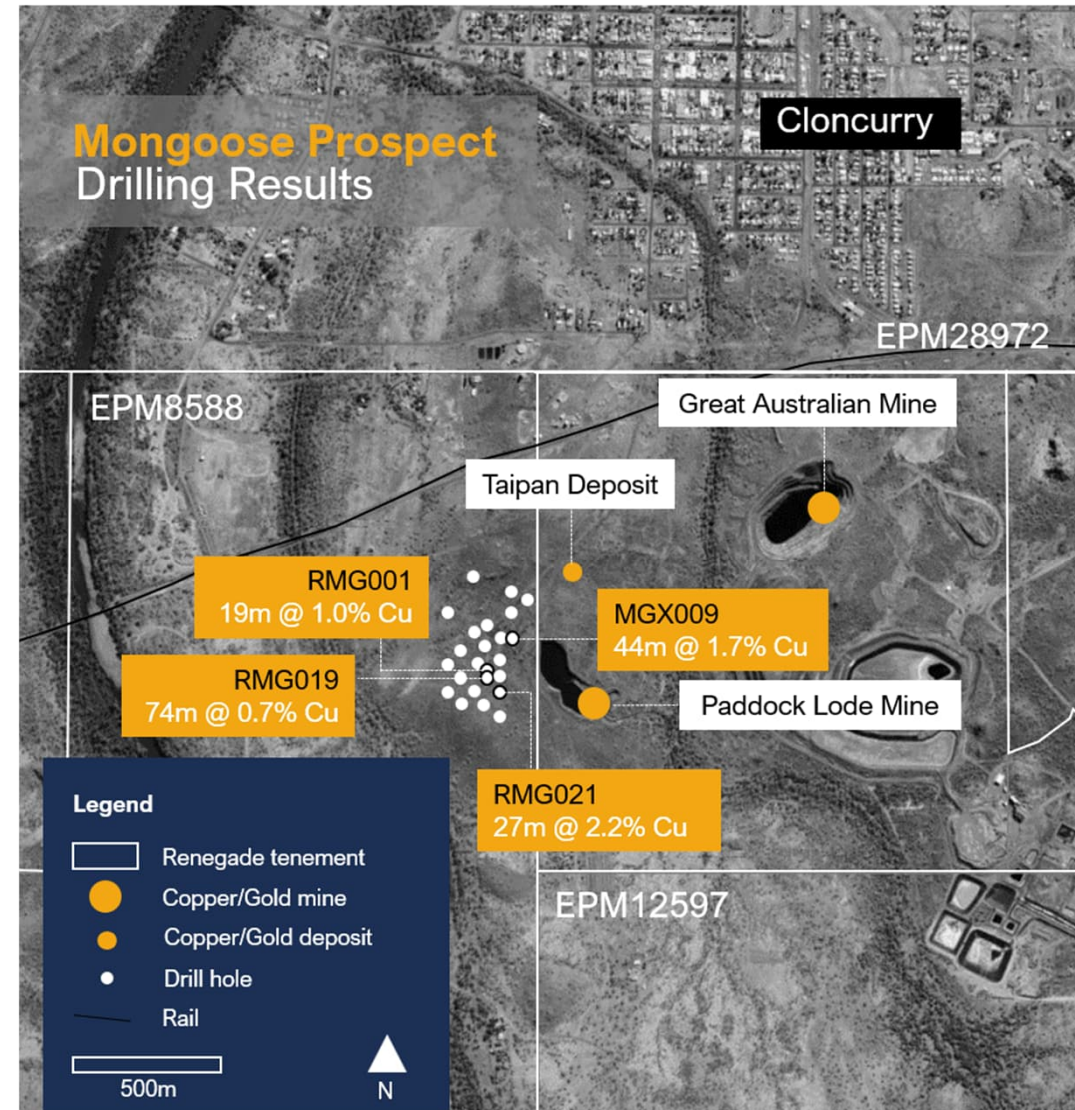 Cloncurry
Mongoose Prospect
Drilling Results
EPM28972
EPM8588
Great Australian Mine
Taipan Deposit
RMG001
19m @ 1.0% Cu
MGX009
44m @ 1.7% Cu
RMG019
74m @ 0.7% Cu
Paddock Lode Mine
RMG021
27m @ 2.2% Cu
Legend
Renegade tenement
Copper/Gold mine
Copper/Gold deposit
Drill hole
Rail
500m
N
EPM12597